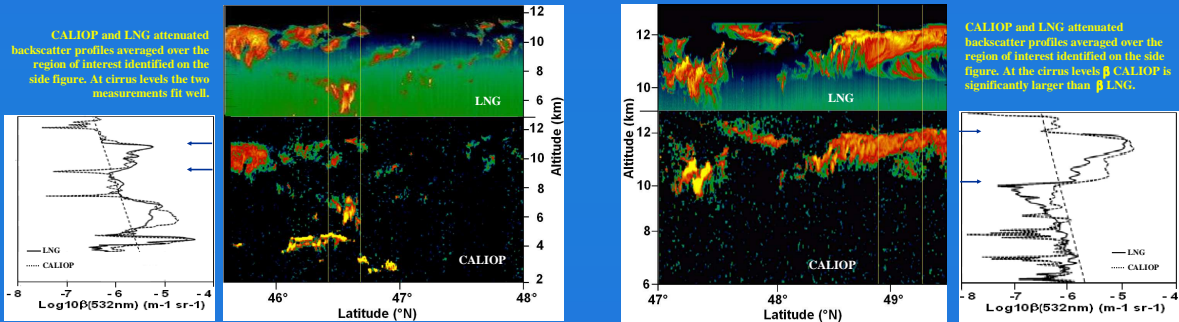 CALIOP and LNG attenuated
backscatter profiles averaged over the
region of interest identified on the
side figure. At cirrus levels the two
measurements fit well.
LNG
CALIOP
-8 -7 -6 -5 -4
Log10β(532nm) (m-1 sr-1)
LNG
CALIOP
12
10
8
6
12
10
8
6
4
2
Altitude (km)
46° 47° 48°
Latitude (°N)
Altitude (km)
12
10
12
10
8
6
LNG
CALIOP
47° 48° 49°
Latitude (°N)
CALIOP and LNG attenuated
backscatter profiles averaged over the
region of interest identified on the side
figure. At the cirrus levels β CALIOP is
significantly larger than β LNG.
LNG
CALIOP
-8 -7 -6 -5 -4
Log10β(532nm) (m-1 sr-1)